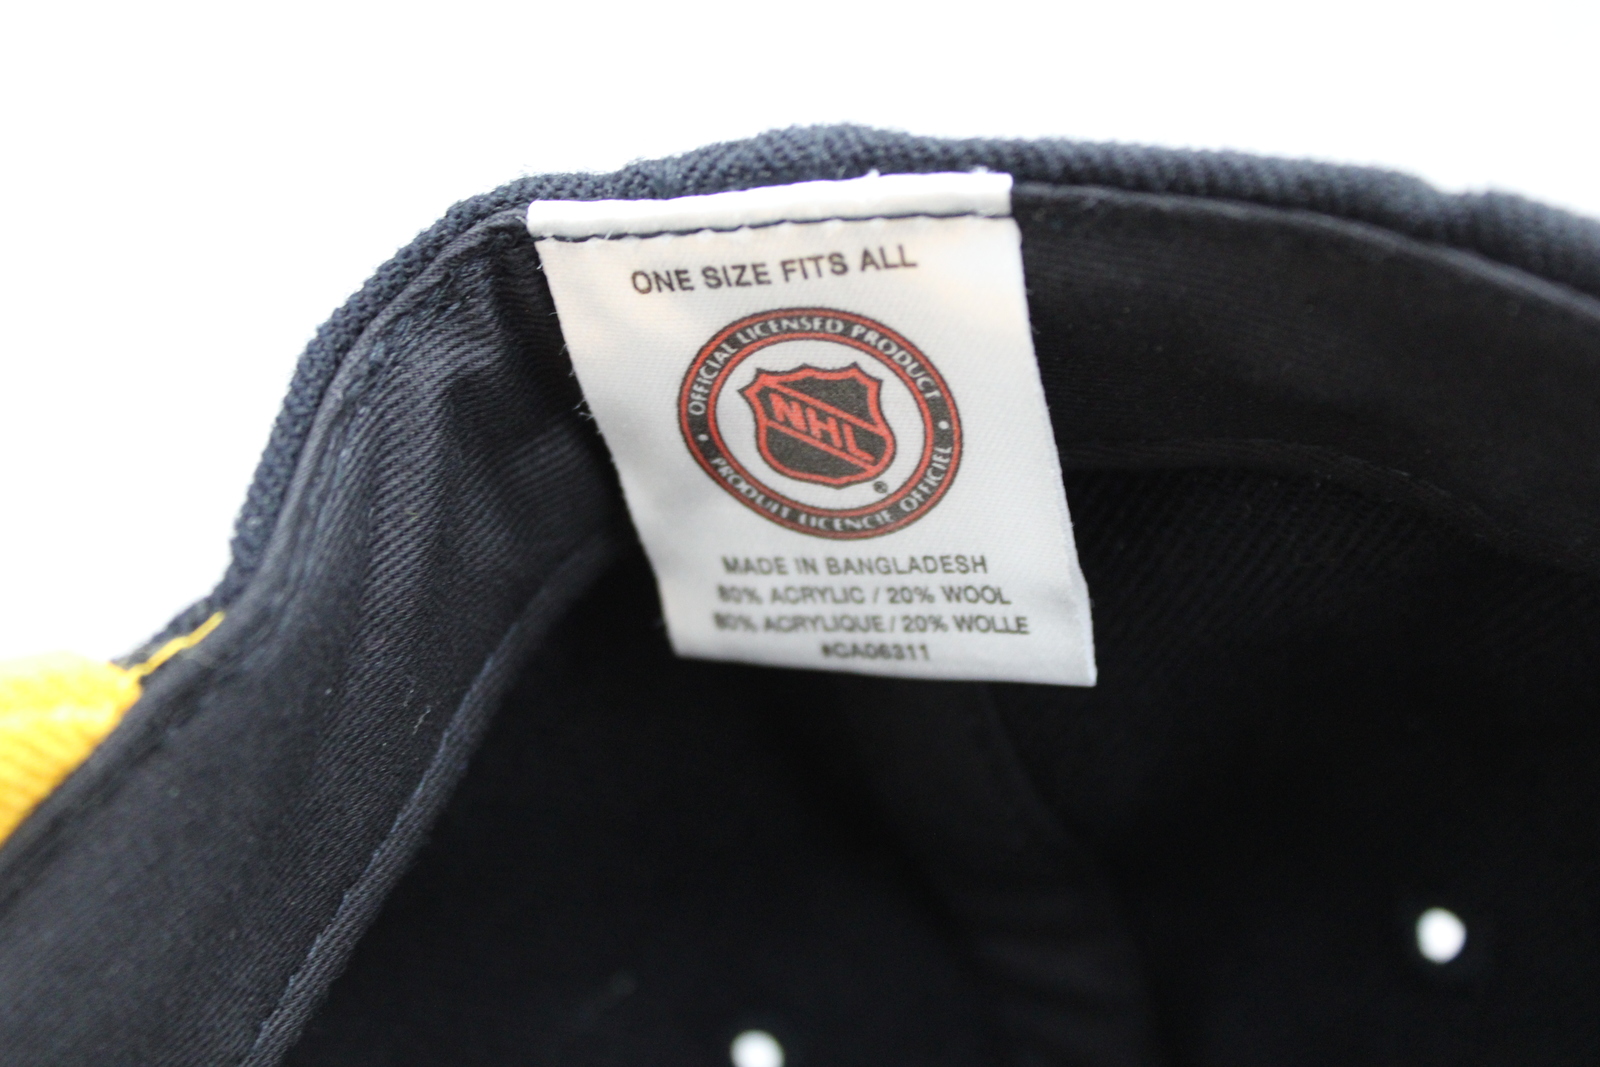 ONE SIZE FITS ALL
OFFICIAL LICENSED PRODUCT
NHL
®
• PRODUIT LICENCIE OFFICIEL •
MADE IN BANGLADESH
80% ACRYLIC / 20% WOOL
80% ACRYLIQUE / 20% WOLLE
#CA06311